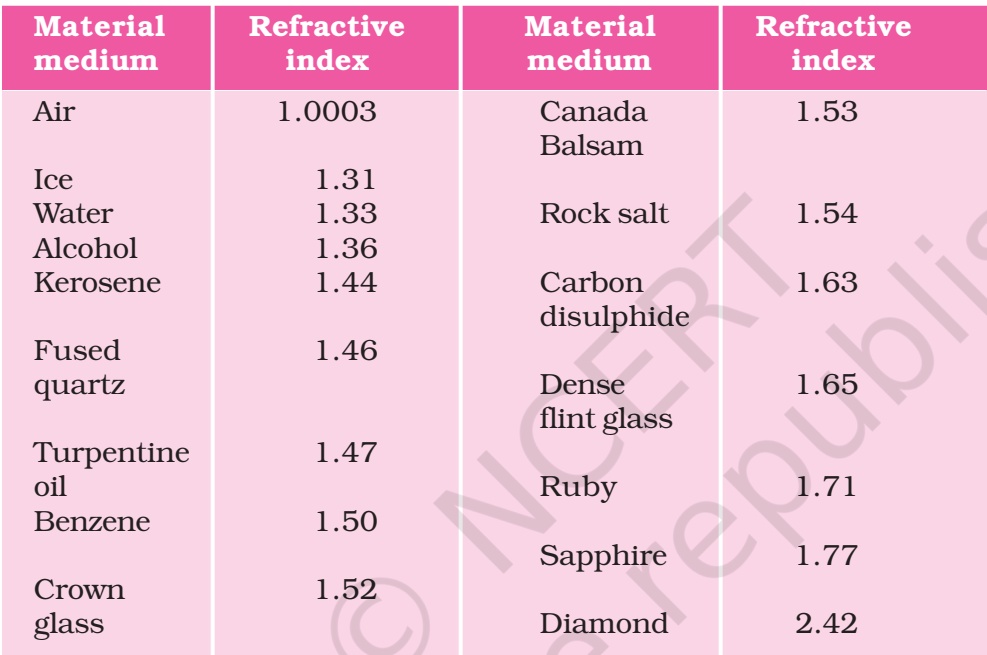 Material Refractive Material Refractive
medium index medium index
Air 1.0003 Canada 1.53
Balsam
Ice 1.31
Water 1.33 Rock salt 1.54
Alcohol 1.36
Kerosene 1.44 Carbon 1.63
disulphide
Fused 1.46
quartz Dense 1.65
flint glass
Turpentine 1.47
oil Ruby 1.71
Benzene 1.50
Sapphire 1.77
Crown 1.52
glass Diamond 2.42
© NCERT
republis